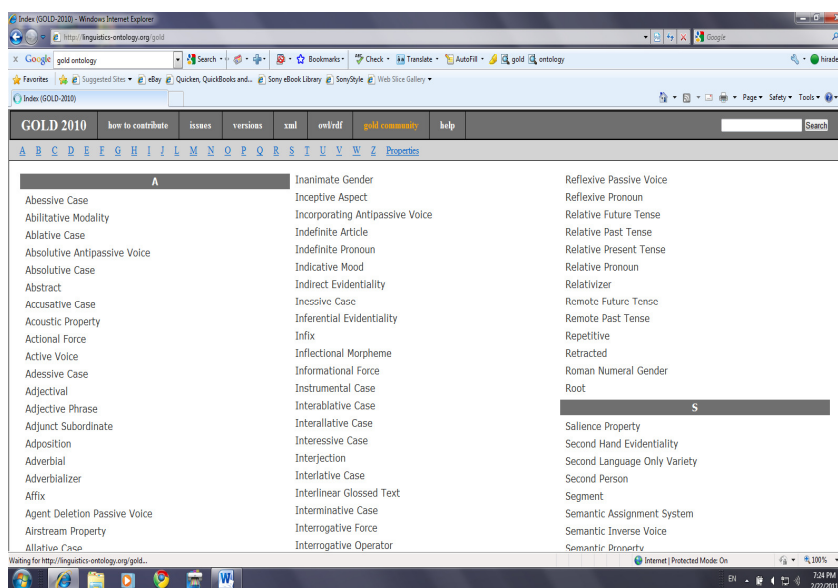 Index (GOLD-2010) - Windows Internet Explorer
http://linguistics-ontology.org/gold
Google
x Google gold ontology Search Bookmarks Check Translate AutoFill gold ontology hirade
Favorites Suggested Sites eBay Quicken, QuickBooks and... Sony eBook Library SonyStyle Web Slice Gallery
Index (GOLD-2010) Page Safety Tools
GOLD 2010 how to contribute issues versions xml owl/rdf gold community help Search
A B C D E F G H I J L M N O P Q R S T U V W Z Properties
A
Abessive Case
Abilitative Modality
Ablative Case
Absolutive Antipassive Voice
Absolutive Case
Abstract
Accusative Case
Acoustic Property
Actional Force
Active Voice
Adessive Case
Adjectival
Adjective Phrase
Adjunct Subordinate
Adposition
Adverbial
Adverbializer
Affix
Agent Deletion Passive Voice
Airstream Property
Allative Case
Inanimate Gender
Inceptive Aspect
Incorporating Antipassive Voice
Indefinite Article
Indefinite Pronoun
Indicative Mood
Indirect Evidentiality
Inessive Case
Inferential Evidentiality
Infix
Inflectional Morpheme
Informational Force
Instrumental Case
Interablative Case
Interallative Case
Interessive Case
Interjection
Interlative Case
Interlinear Glossed Text
Interminative Case
Interrogative Force
Interrogative Operator
Reflexive Passive Voice
Reflexive Pronoun
Relative Future Tense
Relative Past Tense
Relative Present Tense
Relative Pronoun
Relativizer
Remote Future Tense
Remote Past Tense
Repetitive
Retracted
Roman Numeral Gender
Root
S
Salience Property
Second Hand Evidentiality
Second Language Only Variety
Second Person
Segment
Semantic Assignment System
Semantic Inverse Voice
Semantic Property
Waiting for http://linguistics-ontology.org/gold... Internet | Protected Mode: On 100%
EN 7:24 PM